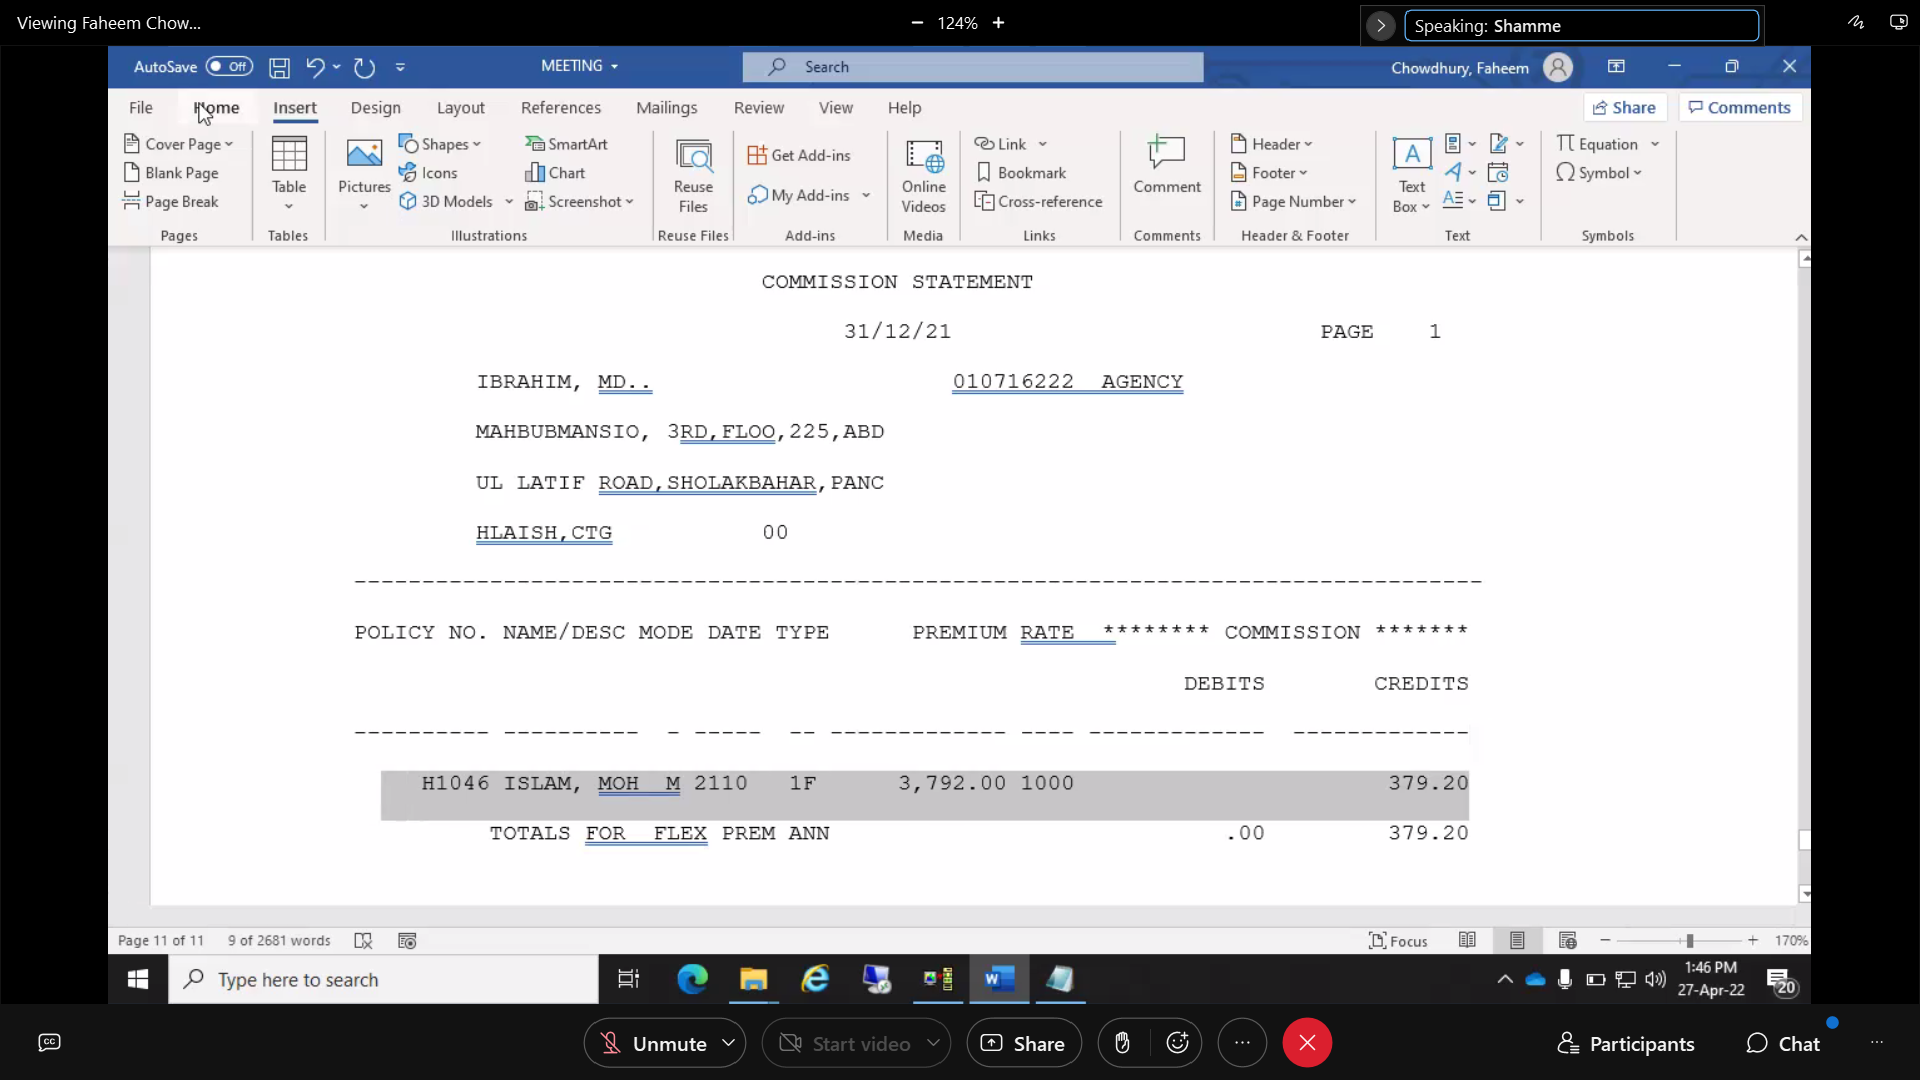 Viewing Faheem Chow...
124%
Speaking: Shamme
AutoSave Off
MEETING
Search
Chowdhury, Faheem
File Home Insert Design Layout References Mailings Review View Help
Share Comments
Cover Page
Blank Page
Page Break
Pages
Table
Tables
Pictures
Shapes
Icons
3D Models
SmartArt
Chart
Screenshot
Illustrations
Reuse
Files
Reuse Files
Get Add-ins
My Add-ins
Add-ins
Online
Videos
Media
Link
Bookmark
Cross-reference
Links
Comment
Comments
Header
Footer
Page Number
Header & Footer
A
Text
Box
Text
Equation
Symbol
Symbols
COMMISSION STATEMENT
31/12/21 PAGE 1
IBRAHIM, MD.. 010716222 AGENCY
MAHBUBMANSIO, 3RD,FLOO,225,ABD
UL LATIF ROAD,SHOLAKBAHAR,PANC
HLAISH,CTG 00
-----------------------------------------------------------------------------------
POLICY NO. NAME/DESC MODE DATE TYPE PREMIUM RATE ******** COMMISSION *******
DEBITS CREDITS
---------- ---------- - ----- -- ------------- ---- ------------- -------------
H1046 ISLAM, MOH M 2110 1F 3,792.00 1000 379.20
TOTALS FOR FLEX PREM ANN .00 379.20
Page 11 of 11 9 of 2681 words
Focus
170%
Type here to search
1:46 PM
27-Apr-22
20
CC
Unmute
Start video
Share
Participants
Chat